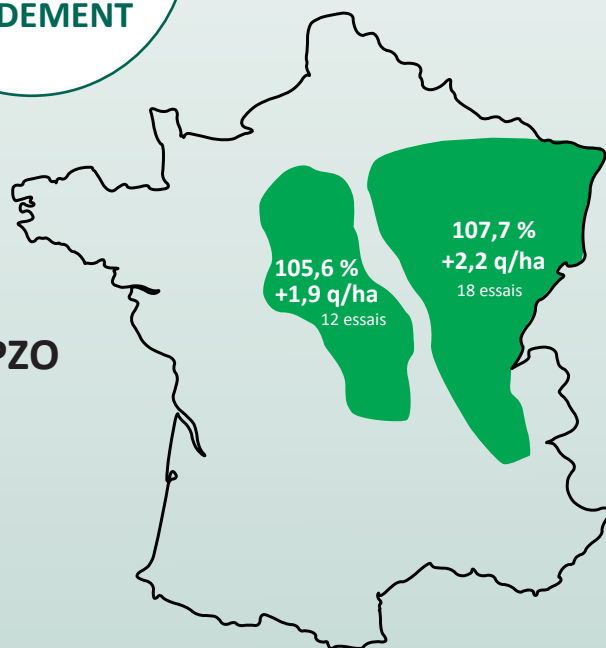 DEMENT
107,7 %
+2,2 q/ha
18 essais
105,6 %
+1,9 q/ha
12 essais
PZO